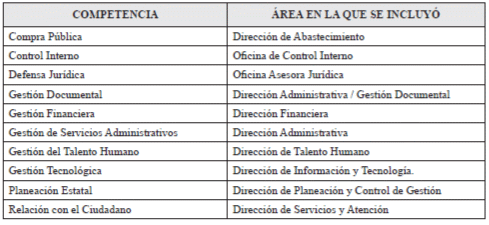 COMPETENCIA ÁREA EN LA QUE SE INCLUYÓ
Compra Pública Dirección de Abastecimiento
Control Interno Oficina de Control Interno
Defensa Jurídica Oficina Asesora Jurídica
Gestión Documental Dirección Administrativa / Gestión Documental
Gestión Financiera Dirección Financiera
Gestión de Servicios Administrativos Dirección Administrativa
Gestión del Talento Humano Dirección de Talento Humano
Gestión Tecnológica Dirección de Información y Tecnología.
Planeación Estatal Dirección de Planeación y Control de Gestión
Relación con el Ciudadano Dirección de Servicios y Atención